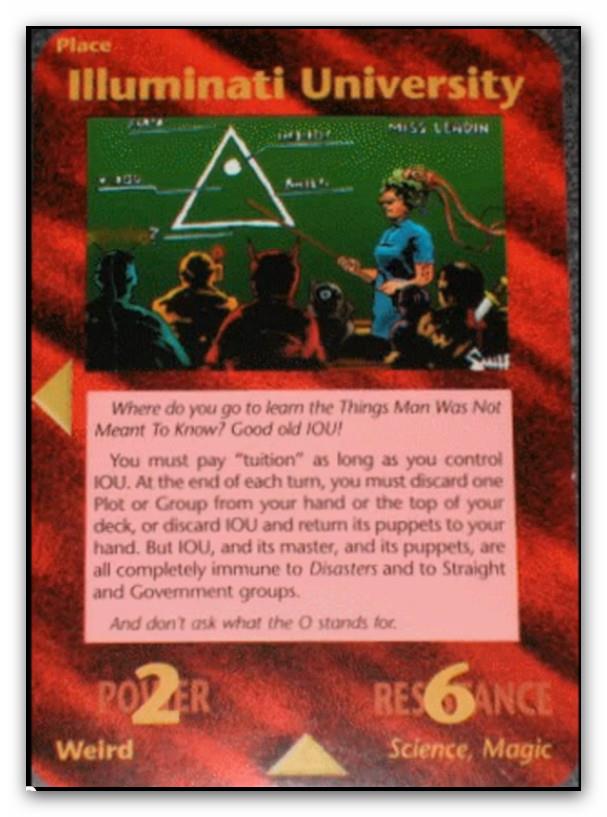 Place
Illuminati University
MISS LEADIN
?
Where do you go to learn the Things Man Was Not
Meant To Know? Good old IOU!
You must pay "tuition" as long as you control
IOU. At the end of each turn, you must discard one
Plot or Group from your hand or the top of your
deck, or discard IOU and return its puppets to your
hand. But IOU, and its master, and its puppets, are
all completely immune to Disasters and to Straight
and Government groups.
And don't ask what the O stands for.
POWER 2
RESISTANCE 6
Weird
Science, Magic